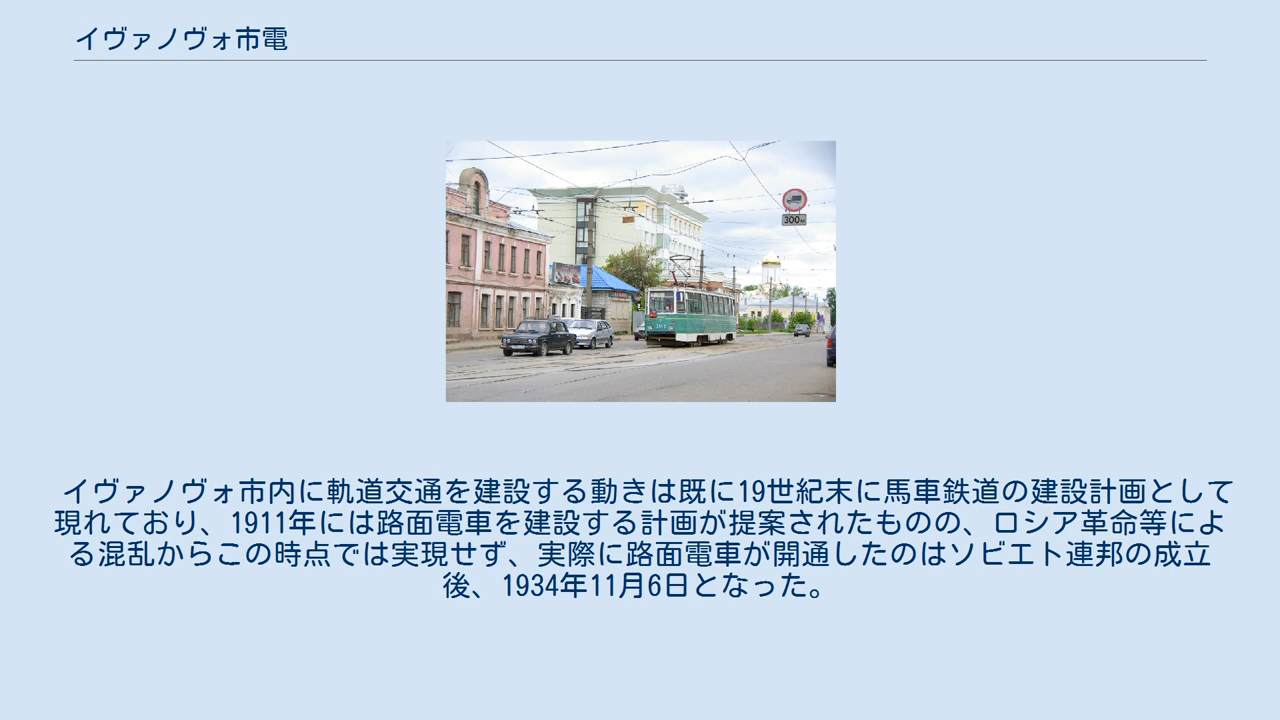 イヴァノヴォ市電
300м
イヴァノヴォ市内に軌道交通を建設する動きは既に19世紀末に馬車鉄道の建設計画として
現れており、1911年には路面電車を建設する計画が提案されたものの、ロシア革命等によ
る混乱からこの時点では実現せず、実際に路面電車が開通したのはソビエト連邦の成立
後、1934年11月6日となった。